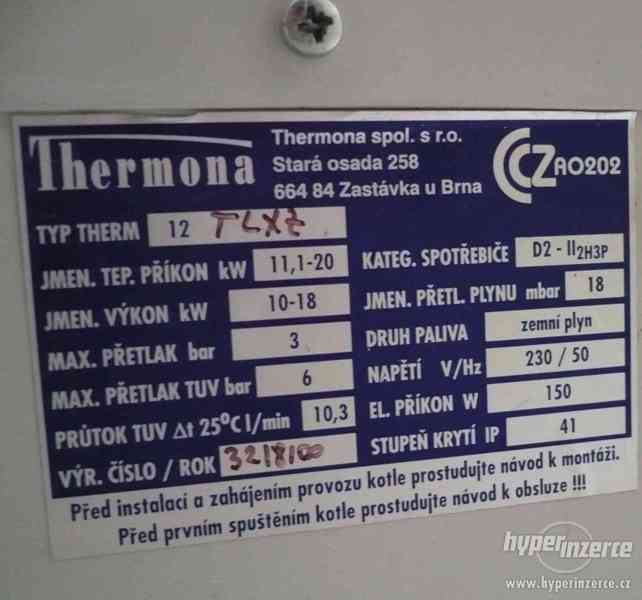 Thermona
Thermona spol. s r.o.
Stará osada 258
664 84 Zastávka u Brna
CCZ AO202
TYP THERM 12 TLXZ
JMEN. TEP. PŘÍKON kW 11,1-20
JMEN. VÝKON kW 10-18
MAX. PŘETLAK bar 3
MAX. PŘETLAK TUV bar 6
PRŮTOK TUV Δt 25°C l/min 10,3
VÝR. ČÍSLO / ROK
KATEG. SPOTŘEBIČE D2 - II2H3P
JMEN. PŘETL. PLYNU mbar 18
DRUH PALIVA zemní plyn
NAPĚTÍ V/Hz 230 / 50
EL. PŘÍKON W 150
STUPEŇ KRYTÍ IP 41
Před instalací a zahájením provozu kotle prostudujte návod k montáži.
Před prvním spuštěním kotle prostudujte návod k obsluze !!!
hyperinzerce
www.hyperinzerce.cz